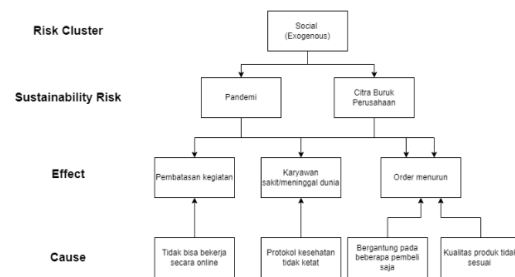 Risk Cluster
Social
(Exogenous)
Sustainability Risk
Pandemi
Citra Buruk
Perusahaan
Effect
Pembatasan kegiatan
Karyawan
sakit/meninggal dunia
Order menurun
Cause
Tidak bisa bekerja
secara online
Protokol kesehatan
tidak ketat
Bergantung pada
beberapa pembeli
saja
Kualitas produk tidak
sesuai